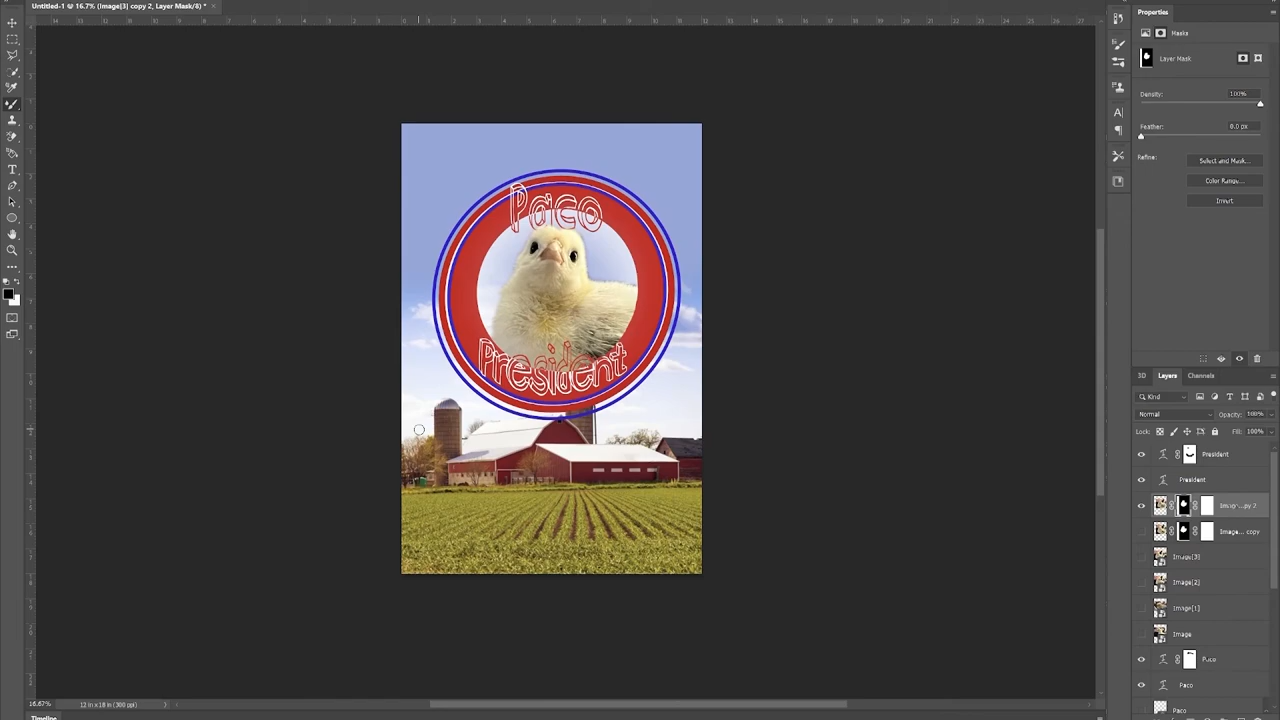 Untitled-1 @ 16.7% (Image[3] copy 2, Layer Mask/8) *
Properties
Masks
Layer Mask
Density:
100%
Feather:
0.0 px
Refine:
Select and Mask...
Color Range...
Invert
Paco
President
3D
Layers
Channels
Kind
Normal
Opacity: 100%
Lock:
Fill: 100%
President
President
Imag...py 2
Image... copy
Image[3]
Image[2]
Image[1]
Image
Paco
Paco
Paco
16.67%
12 in x 18 in (300 ppi)
Timeline